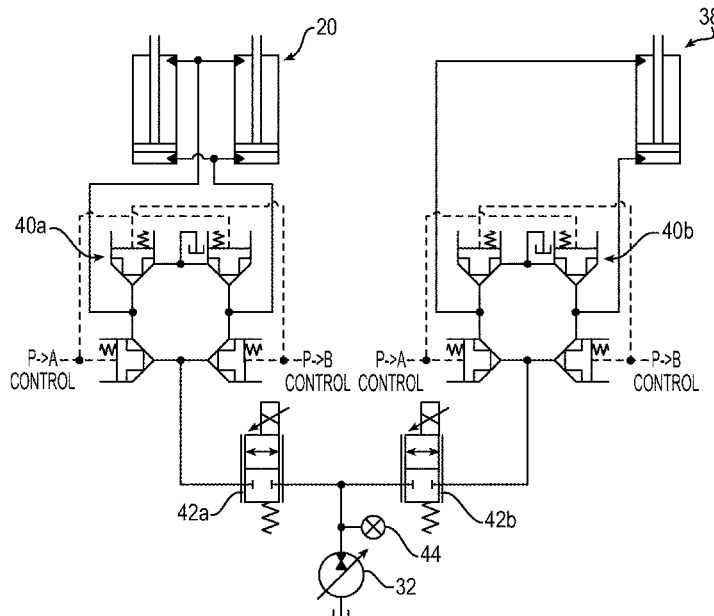 20
38
40a
40b
P->A
CONTROL
P->B
CONTROL
P->A
CONTROL
P->B
CONTROL
42a
42b
44
32